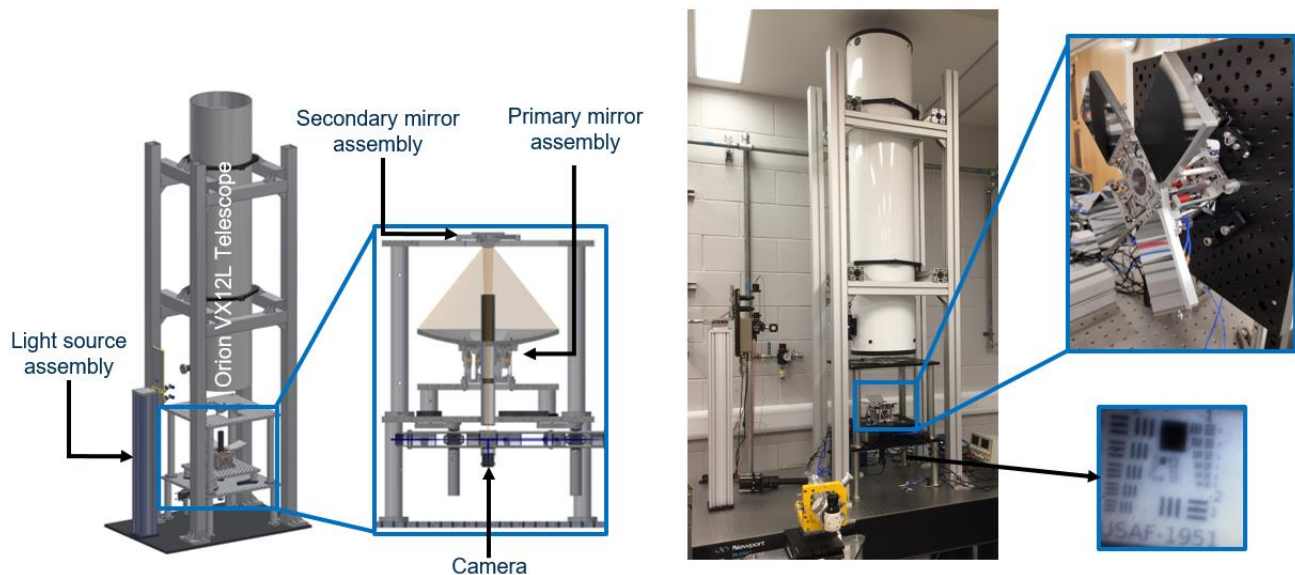 Secondary mirror
assembly
Primary mirror
assembly
Orion VX12L Telescope
Light source
assembly
Camera
Newport
USAF-1951